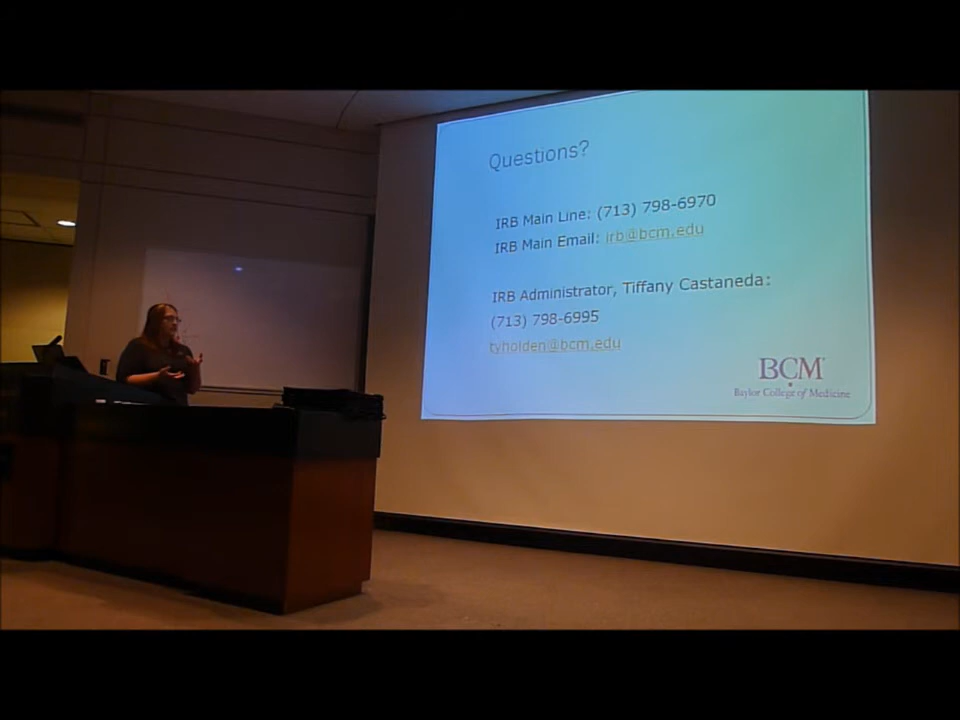 Questions?
IRB Main Line: (713) 798-6970
IRB Main Email: irb@bcm.edu
IRB Administrator, Tiffany Castaneda:
(713) 798-6995
tyholden@bcm.edu
BCM
Baylor College of Medicine